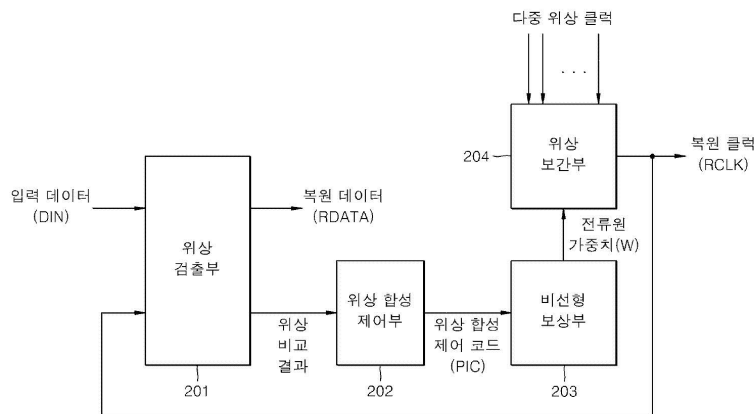 다중 위상 클럭
. . .
204
위상
보간부
복원 클럭
(RCLK)
입력 데이터
(DIN)
위상
검출부
복원 데이터
(RDATA)
전류원
가중치(W)
위상 합성
제어부
비선형
보상부
위상
비교
결과
위상 합성
제어 코드
(PIC)
201
202
203